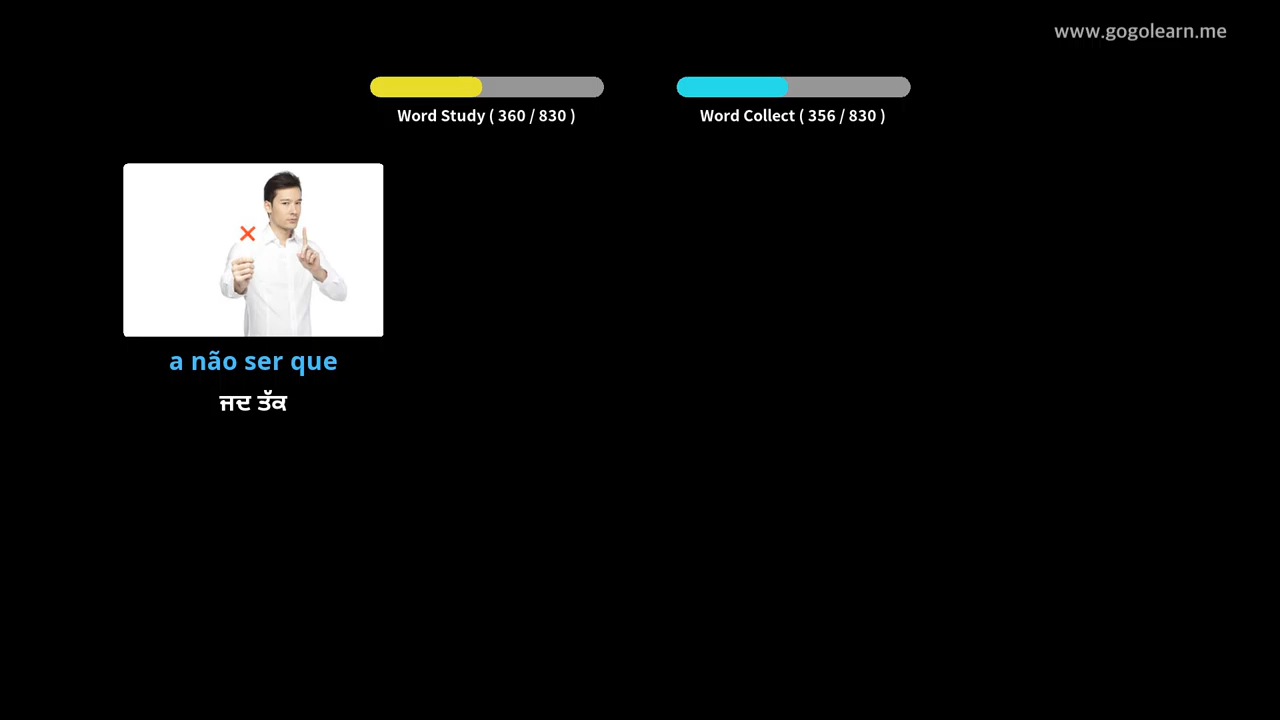 www.gogolearn.me
Word Study ( 360 / 830 )
Word Collect ( 356 / 830 )
a não ser que
ਜਦ ਤੱਕ